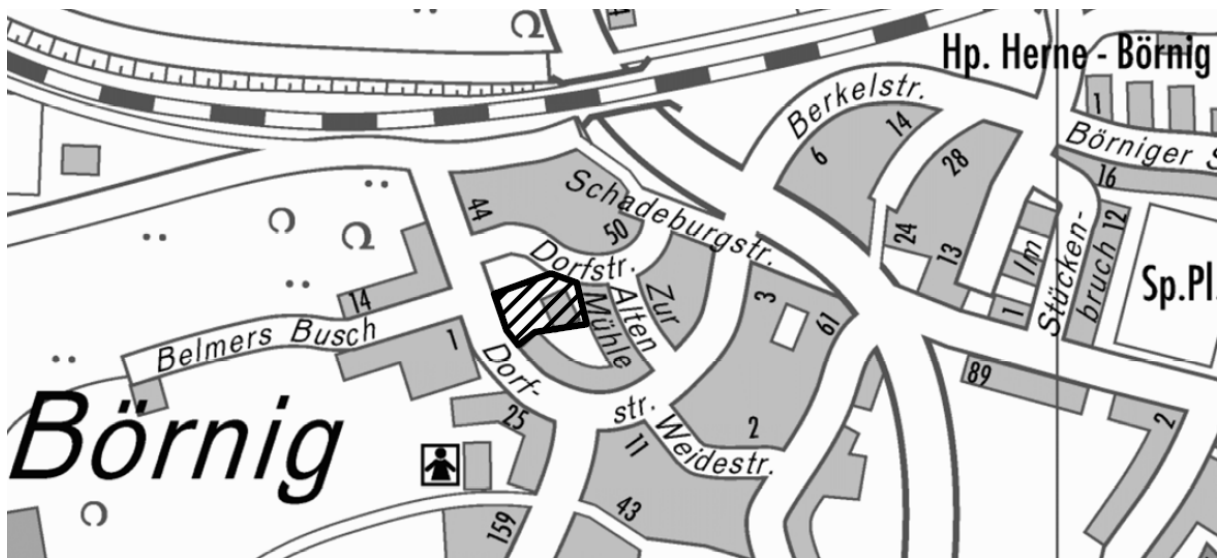 Hp. Herne - Börnig
Berkelstr.
14
6
28
1
Börniger S
16
Schadeburgstr.
44
50
24
13
Im
Stücken-
bruch
12
Sp.Pl.
Dorfstr.
Zur
Alten
Mühle
3
61
1
14
Belmers Busch
1
Dorf-
str.
25
11
Weidestr.
2
89
2
Börnig
43
159